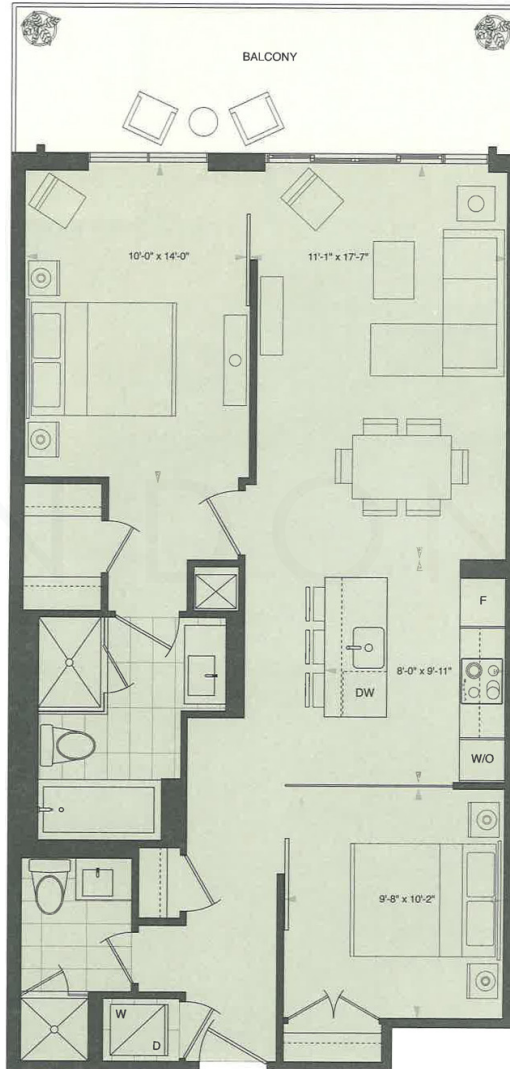 BALCONY
10'-0" x 14'-0"
11'-1" x 17'-7"
F
8'-0" x 9'-11"
DW
W/O
9'-8" x 10'-2"
W
D